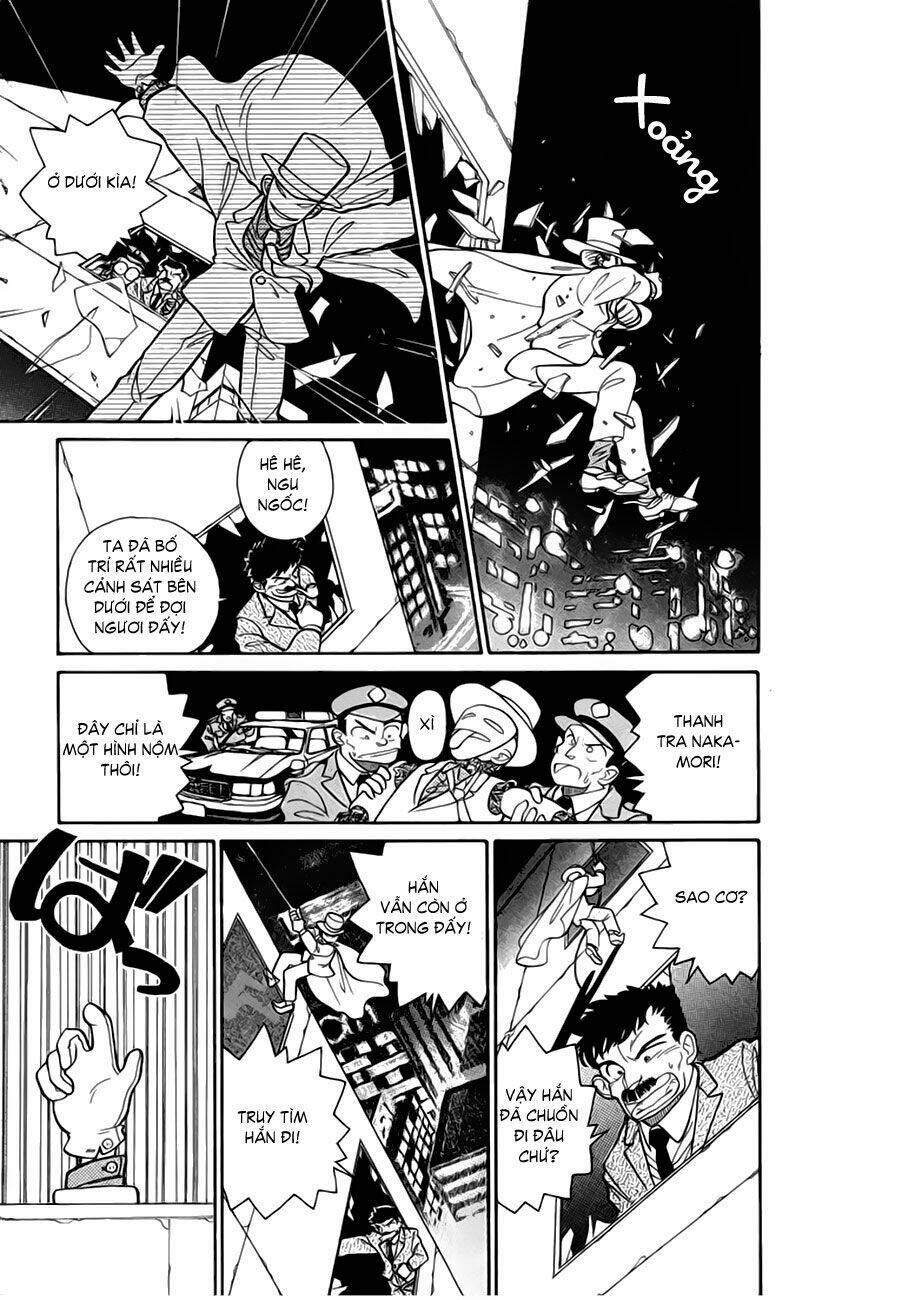 Xoảng
Ở DƯỚI KÌA!
HÊ HÊ,
NGU
NGỐC!
TA ĐÃ BỐ
TRÍ RẤT NHIỀU
CẢNH SÁT BÊN
DƯỚI ĐỂ ĐỢI
NGƯƠI ĐẤY!
THANH
TRA NAKA-
MORI!
XÌ
ĐÂY CHỈ LÀ
MỘT HÌNH NỘM
THÔI!
SAO CƠ?
VẬY HẮN
ĐÃ CHUỒN
ĐI ĐÂU
CHỨ?
HẮN
VẪN CÒN Ở
TRONG ĐẤY!
TRUY TÌM
HẮN ĐI!
ばっ